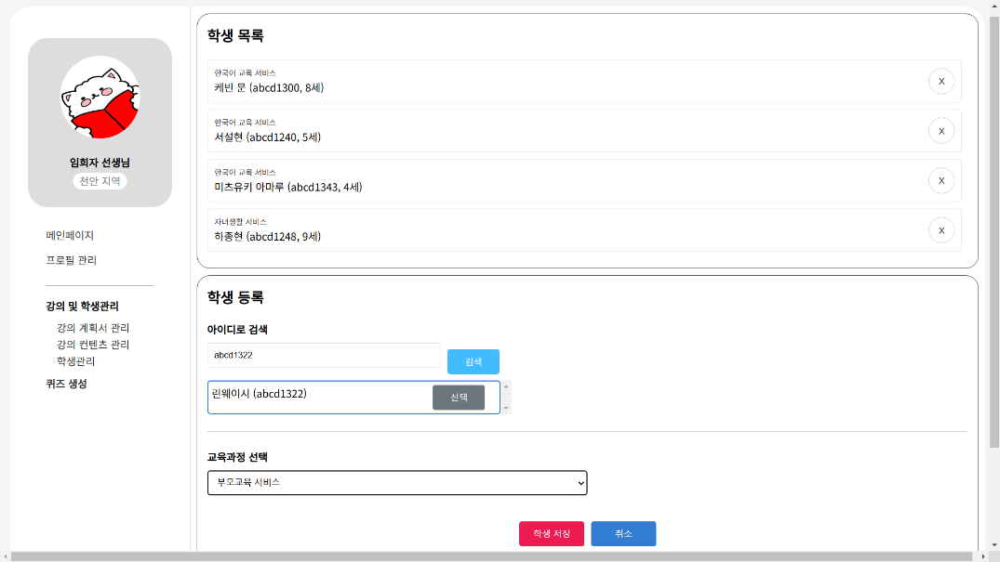 임희자 선생님
천안 지역
메인페이지
프로필 관리
강의 및 학생관리
강의 계획서 관리
강의 컨텐츠 관리
학생관리
퀴즈 생성
학생 목록
한국어 교육 서비스
케빈 문 (abcd1300, 8세)
X
한국어 교육 서비스
서설현 (abcd1240, 5세)
X
한국어 교육 서비스
미츠유키 아마루 (abcd1343, 4세)
X
자녀생활 서비스
하종현 (abcd1248, 9세)
X
학생 등록
아이디로 검색
abcd1322
검색
린웨이시 (abcd1322)
선택
교육과정 선택
부모교육 서비스
학생 저장
취소